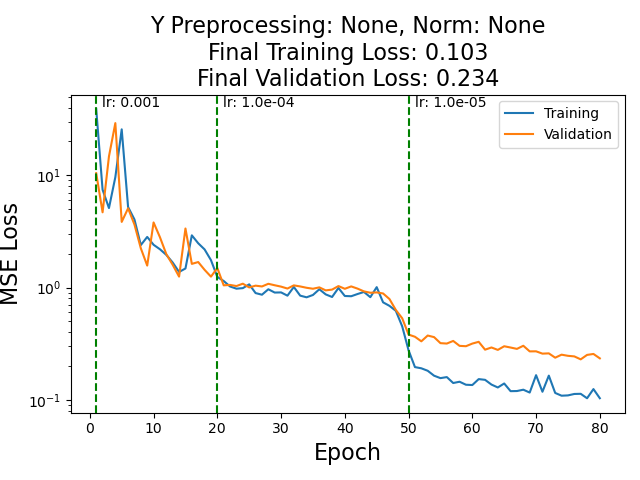 Y Preprocessing: None, Norm: None
Final Training Loss: 0.103
Final Validation Loss: 0.234
lr: 0.001
lr: 1.0e-04
lr: 1.0e-05
Training
Validation
MSE Loss
10¹
10⁰
10⁻¹
0 10 20 30 40 50 60 70 80
Epoch